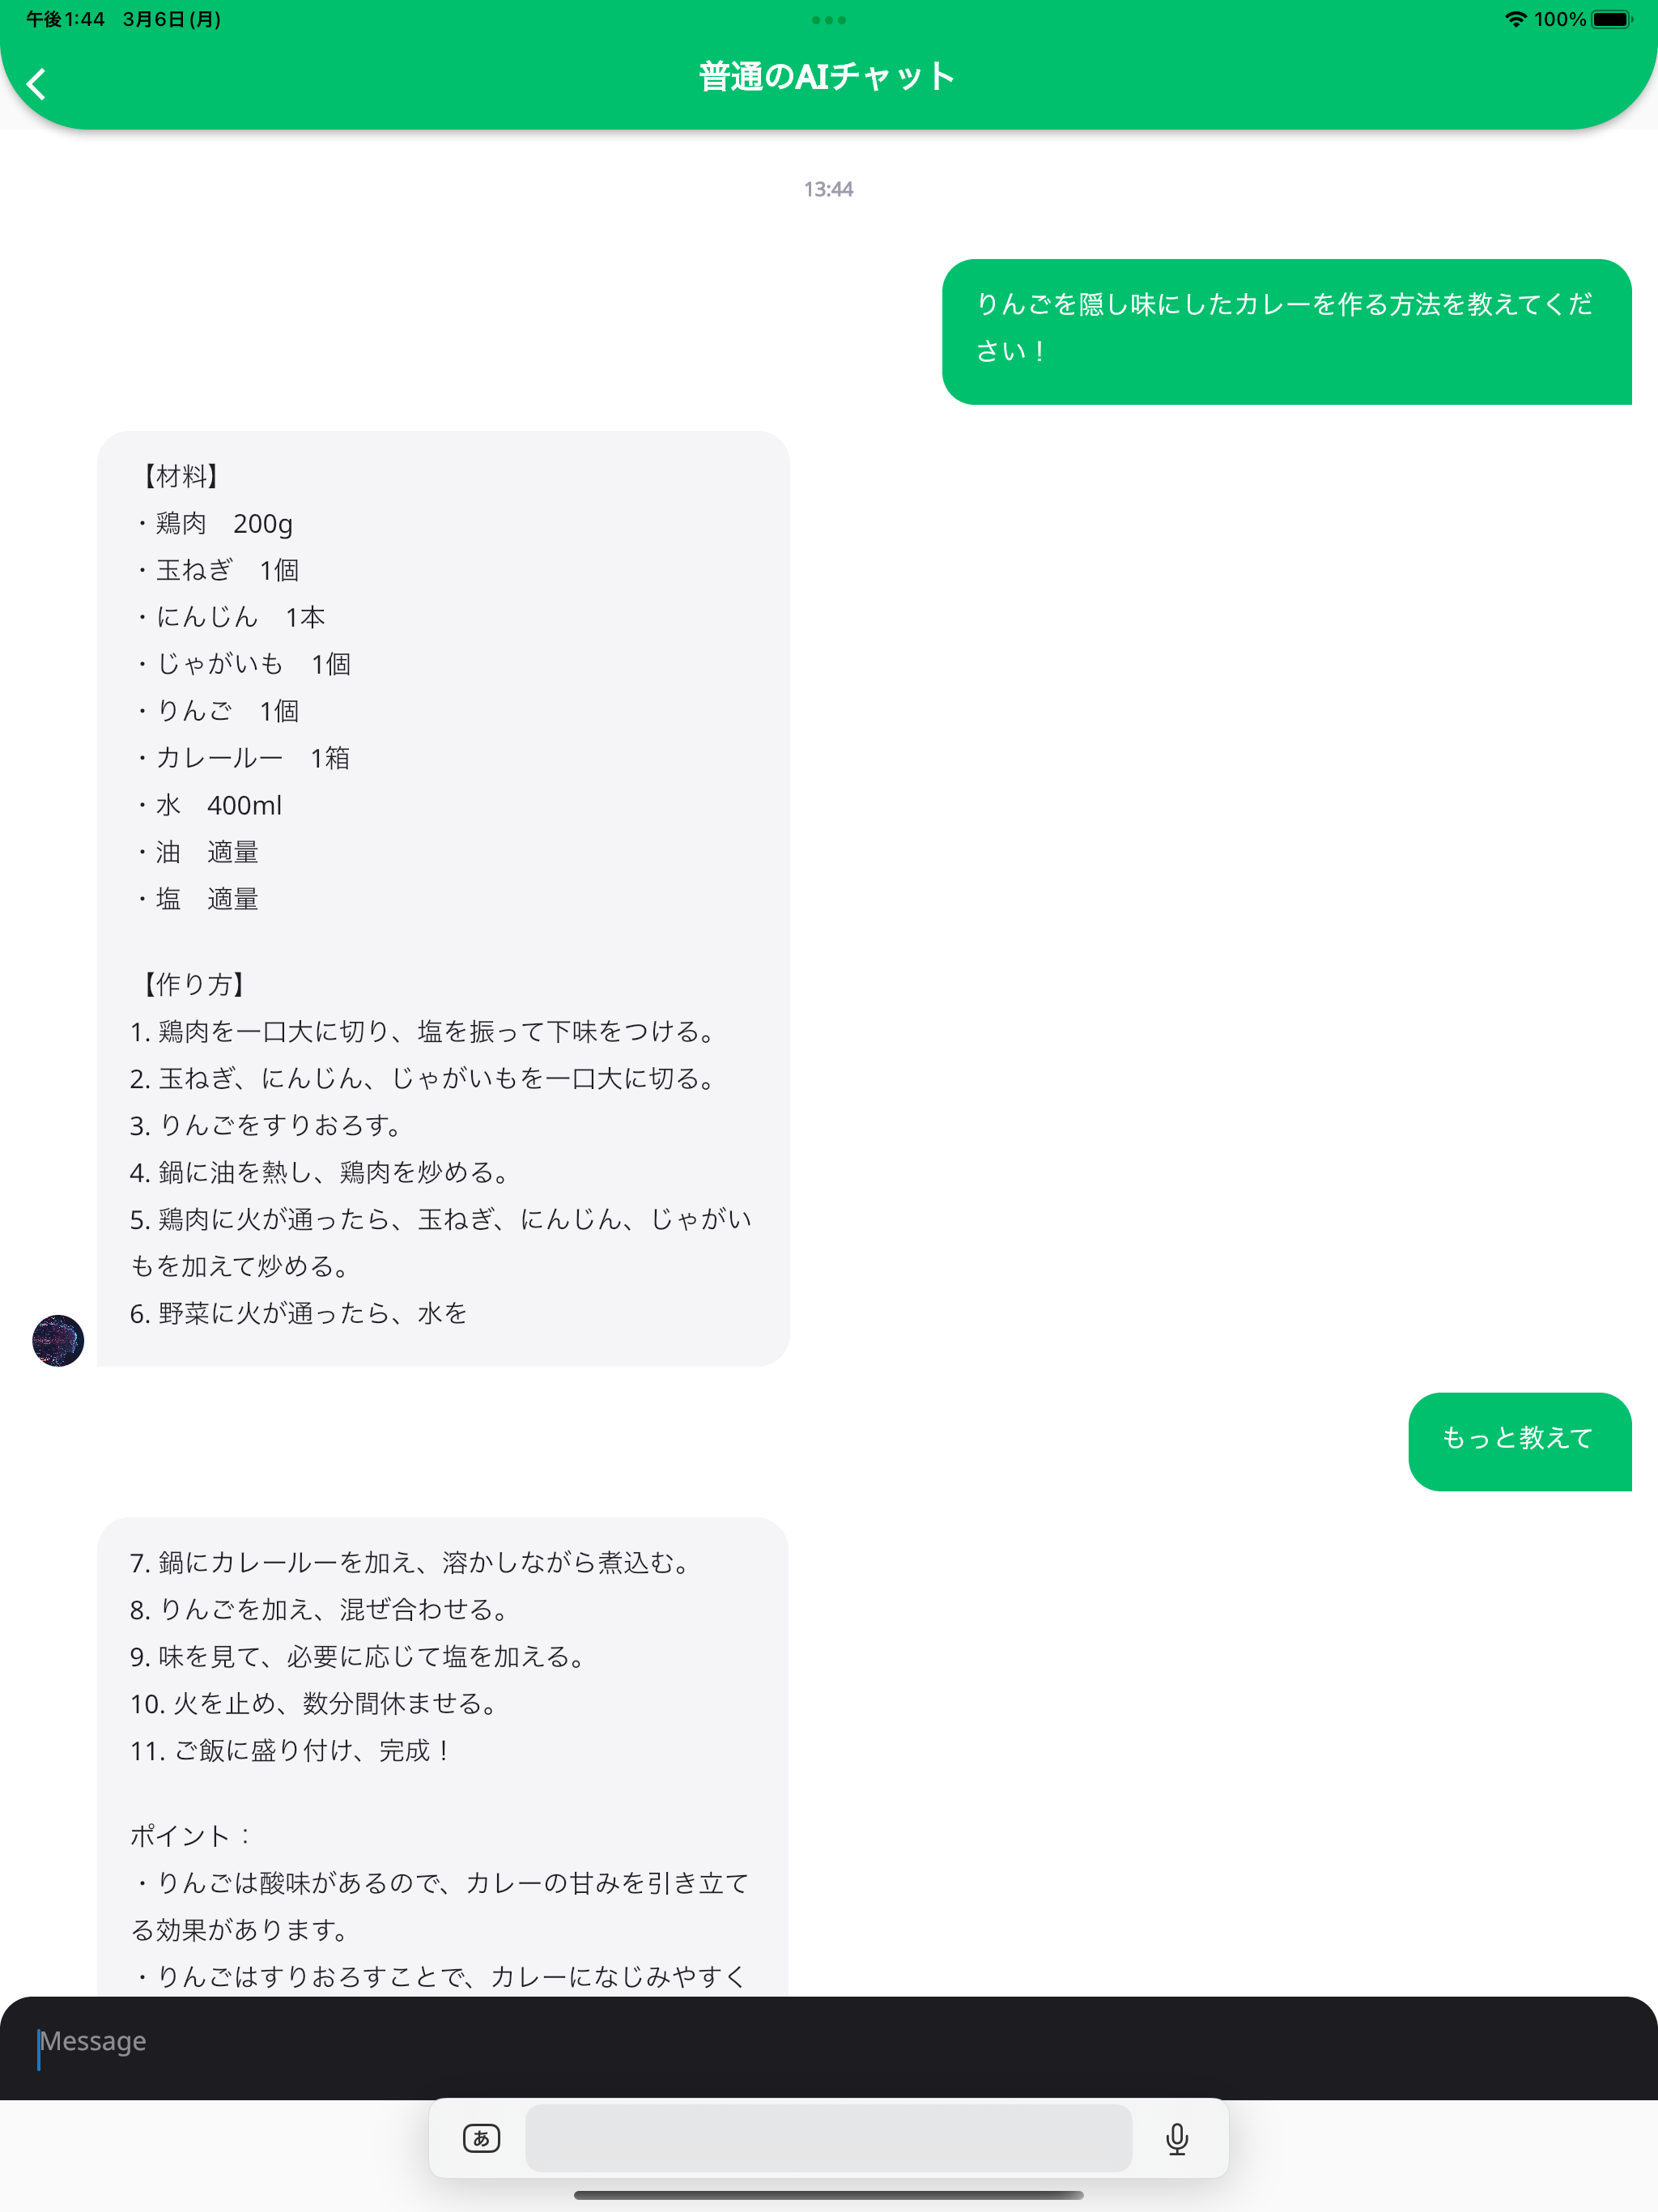 午後1:44 3月6日(月)
100%
普通のAIチャット
13:44
りんごを隠し味にしたカレーを作る方法を教えてくだ
さい！
【材料】
・鶏肉　200g
・玉ねぎ　1個
・にんじん　1本
・じゃがいも　1個
・りんご　1個
・カレールー　1箱
・水　400ml
・油　適量
・塩　適量
【作り方】
1. 鶏肉を一口大に切り、塩を振って下味をつける。
2. 玉ねぎ、にんじん、じゃがいもを一口大に切る。
3. りんごをすりおろす。
4. 鍋に油を熱し、鶏肉を炒める。
5. 鶏肉に火が通ったら、玉ねぎ、にんじん、じゃがい
もを加えて炒める。
6. 野菜に火が通ったら、水を
もっと教えて
7. 鍋にカレールーを加え、溶かしながら煮込む。
8. りんごを加え、混ぜ合わせる。
9. 味を見て、必要に応じて塩を加える。
10. 火を止め、数分間休ませる。
11. ご飯に盛り付け、完成！
ポイント：
・りんごは酸味があるので、カレーの甘みを引き立て
る効果があります。
・りんごはすりおろすことで、カレーになじみやすく
Message
あ